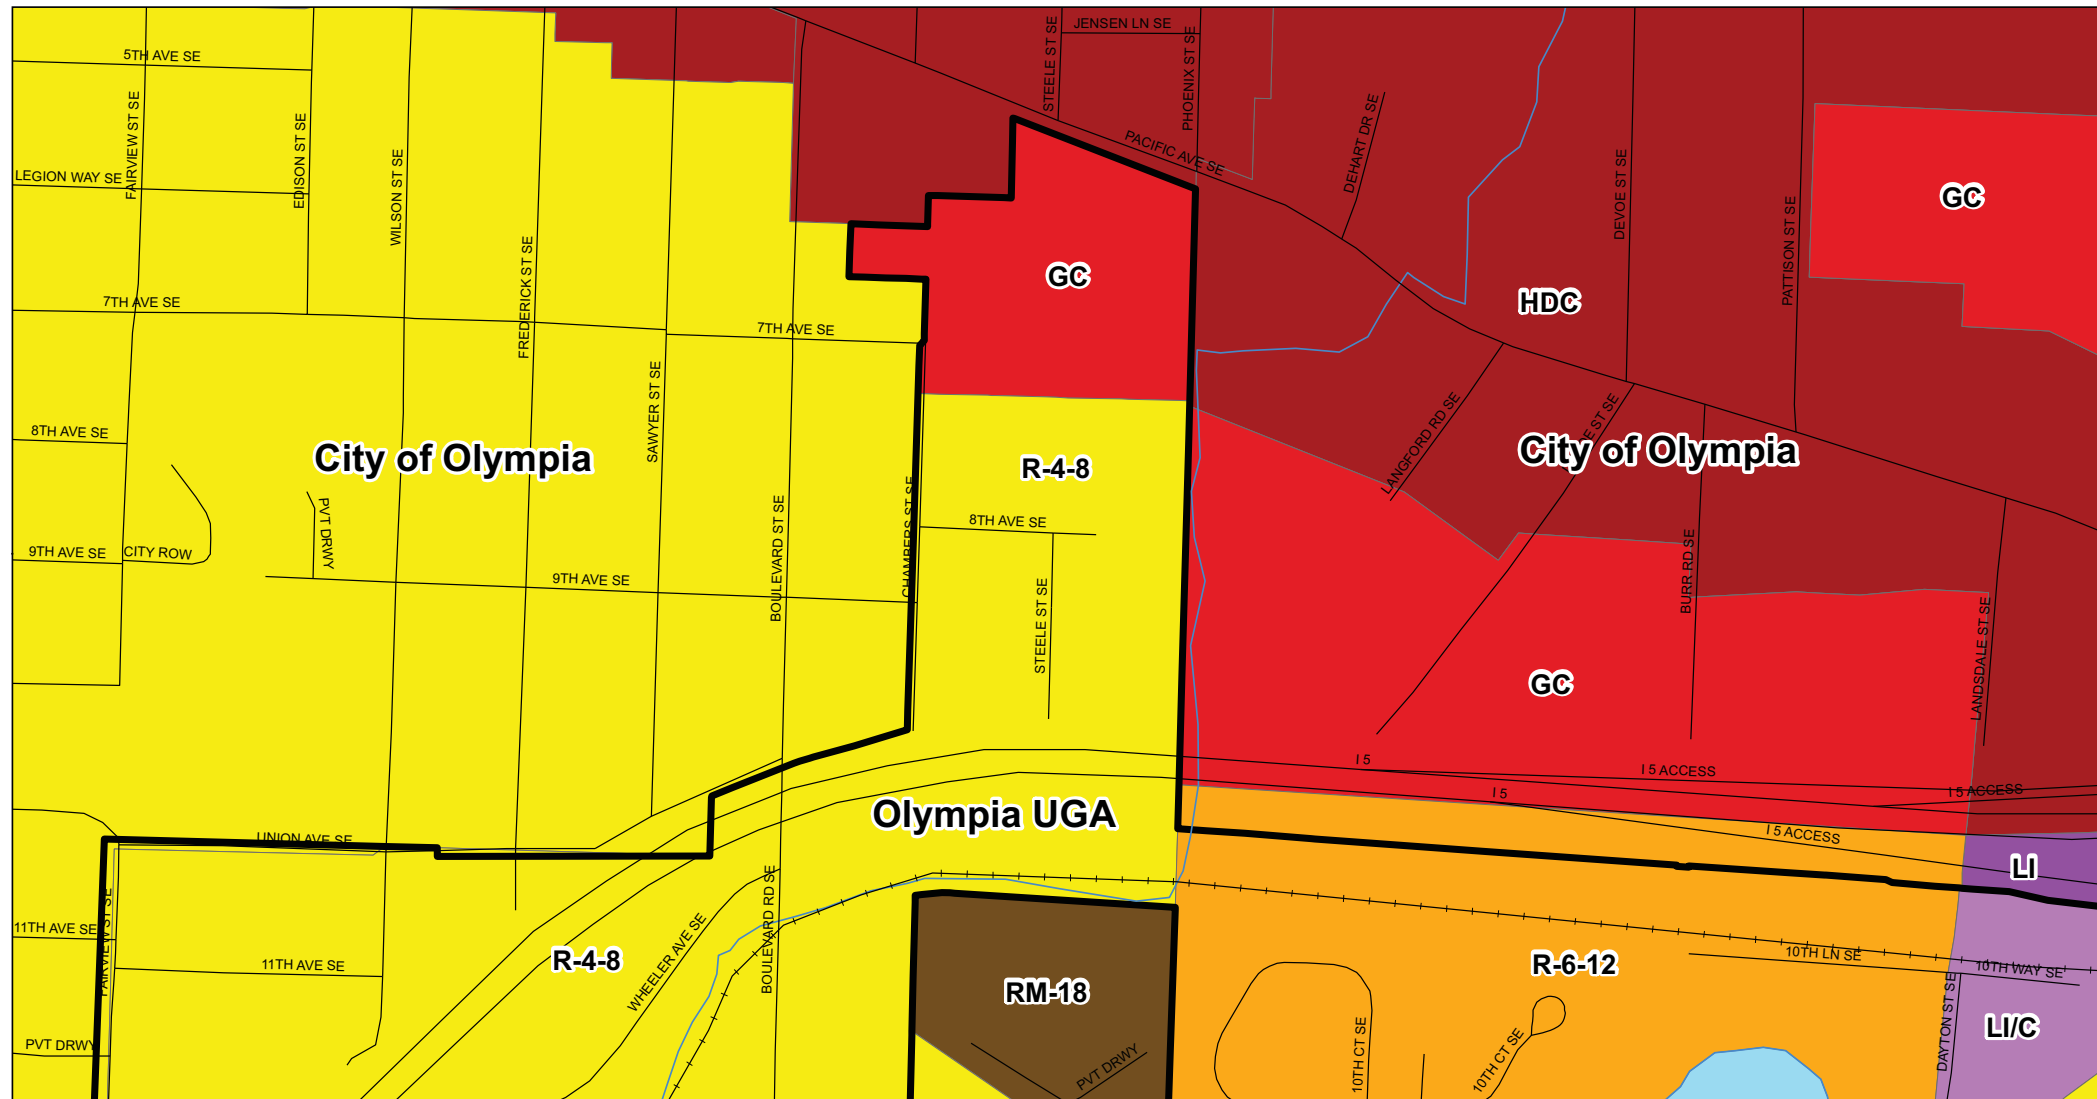 JENSEN LN SE
STEELE ST SE
PHOENIX ST SE
5TH AVE SE
FAIRVIEW ST SE
EDISON ST SE
WILSON ST SE
LEGION WAY SE
PACIFIC AVE SE
DEHART DR SE
DEVOE ST SE
PATTISON ST SE
GC
GC
HDC
7TH AVE SE
FREDERICK ST SE
7TH AVE SE
SAWYER ST SE
8TH AVE SE
City of Olympia
R-4-8
LANGFORD RD SE
City of Olympia
PVT DRWY
BOULEVARD ST SE
CHAMBERS ST SE
8TH AVE SE
9TH AVE SE
CITY ROW
9TH AVE SE
STEELE ST SE
BURR RD SE
LANDSDALE ST SE
GC
I 5
I 5 ACCESS
I 5
I 5 ACCESS
Olympia UGA
UNION AVE SE
I 5 ACCESS
LI
FAIRVIEW ST SE
11TH AVE SE
11TH AVE SE
R-4-8
WHEELER AVE SE
BOULEVARD RD SE
RM-18
R-6-12
10TH LN SE
10TH WAY SE
DAYTON ST SE
LI/C
PVT DRWY
PVT DRWY
10TH CT SE
10TH CT SE